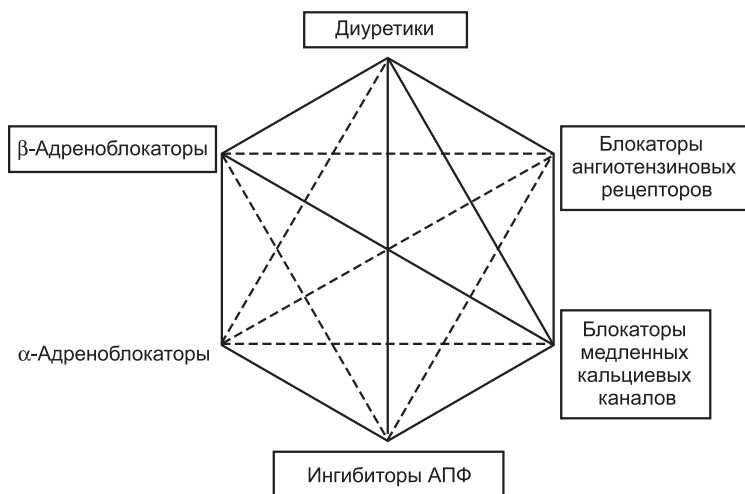 Диуретики
β-Адреноблокаторы
Блокаторы
ангиотензиновых
рецепторов
α-Адреноблокаторы
Блокаторы
медленных
кальциевых
каналов
Ингибиторы АПФ